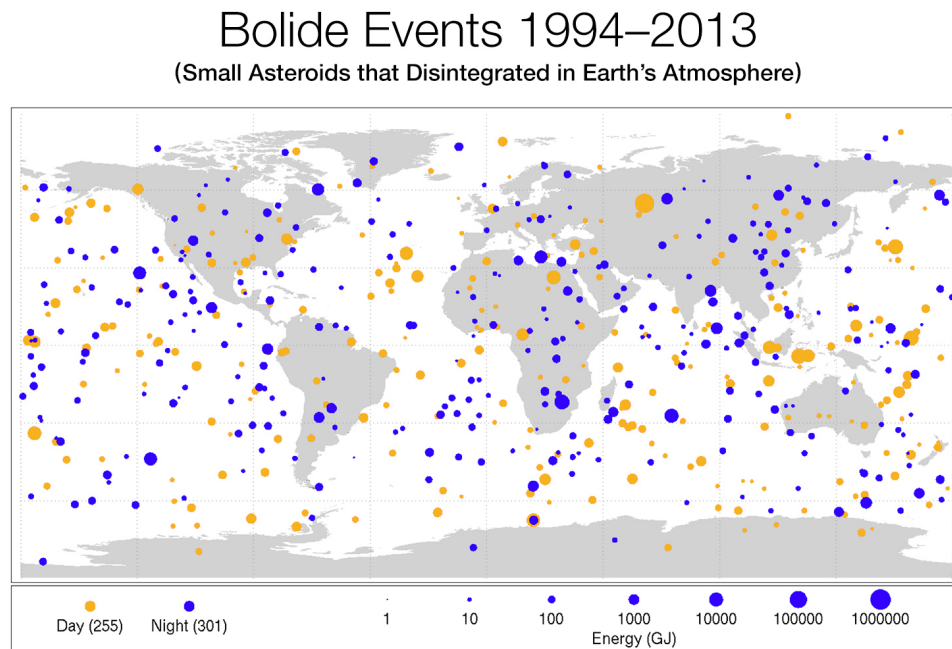 Bolide Events 1994–2013
(Small Asteroids that Disintegrated in Earth's Atmosphere)
Day (255) Night (301) 1 10 100 1000 10000 100000 1000000
Energy (GJ)